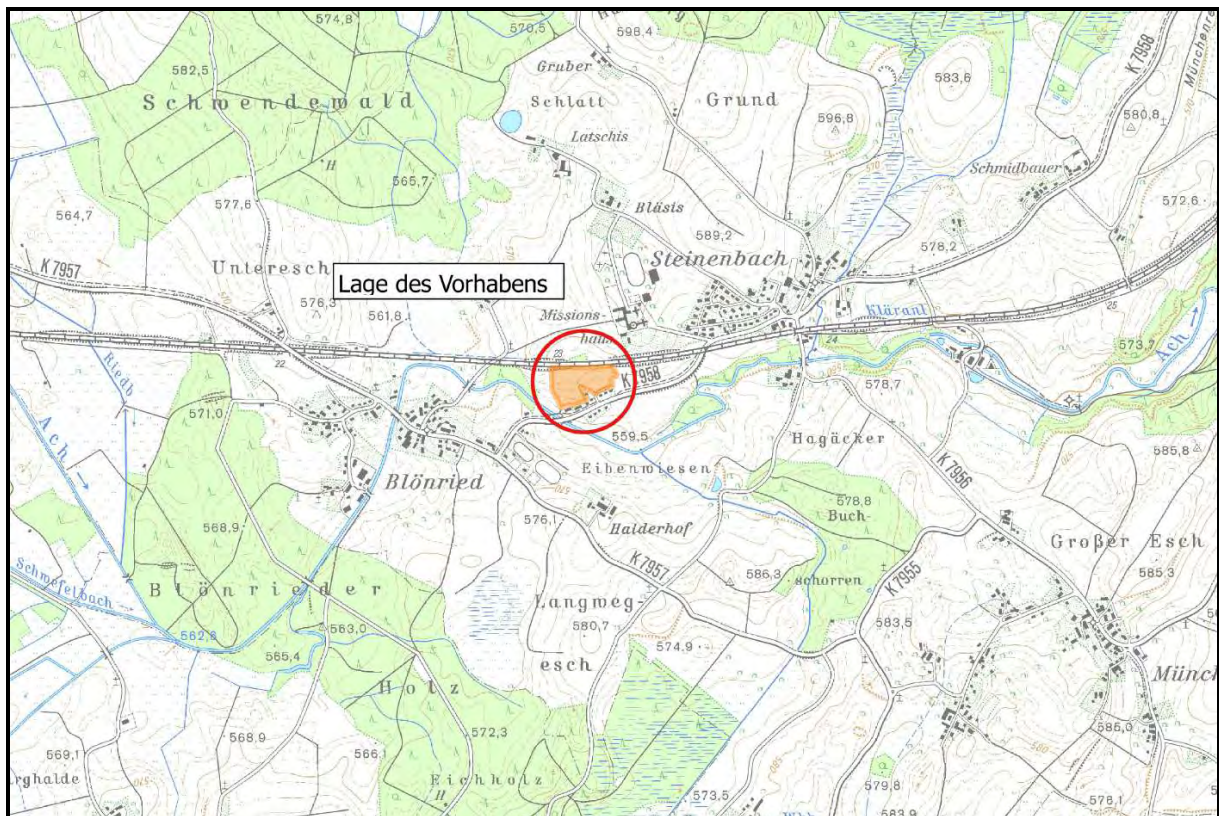 574,8
570,5
598,4
582,5
Gruber
K 7958
583,6
Schwendewald
Schlatt
Grund
580,8
H
Latschis
596,8
565,7
Schmidbauer
577,6
Bläsis
572,6
564,7
589,2
578,2
K 7957
Unteresch
Lage des Vorhabens
Steinenbach
576,3
561,8
Missions-
haus
Kläranl
25
573,7
Ach
23
24
22
K 7958
578,7
Riedb
571,0
559,5
Hagäcker
K 7956
585,8
Ach
Eibenwiesen
Blönried
576,1
578,8
Buch-
568,9
Halderhof
Großer Esch
K 7957
586,3
schorren
K 7955
585,3
Schwefelbach
Blönrieder
Langweg-
562,8
563,0
580,7
583,5
565,4
esch
574,9
Holz
Münch
568,9
572,3
585,0
569,1
566,1
rghalde
Eichholz
579,8
H
573,5
578,1
583,9